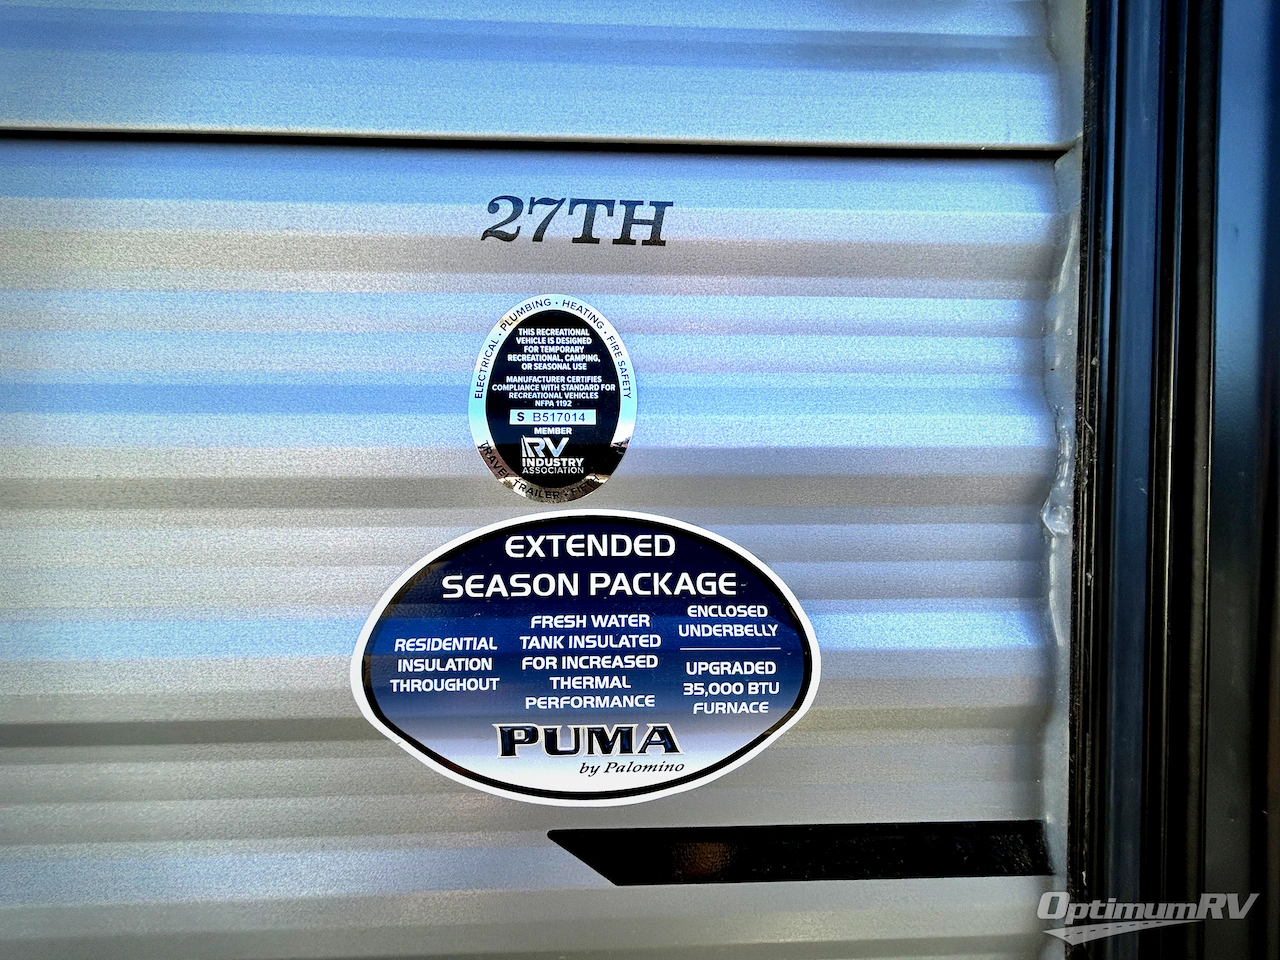 27TH
ELECTRICAL · PLUMBING · HEATING · FIRE SAFETY
THIS RECREATIONAL
VEHICLE IS DESIGNED
FOR TEMPORARY
RECREATIONAL, CAMPING,
OR SEASONAL USE
MANUFACTURER CERTIFIES
COMPLIANCE WITH STANDARD FOR
RECREATIONAL VEHICLES
NFPA 1192
S B517014
MEMBER
RV
INDUSTRY
ASSOCIATION
TRAVEL TRAILER
EXTENDED
SEASON PACKAGE
RESIDENTIAL
INSULATION
THROUGHOUT
FRESH WATER
TANK INSULATED
FOR INCREASED
THERMAL
PERFORMANCE
ENCLOSED
UNDERBELLY
UPGRADED
35,000 BTU
FURNACE
PUMA
by Palomino
OptimumRV